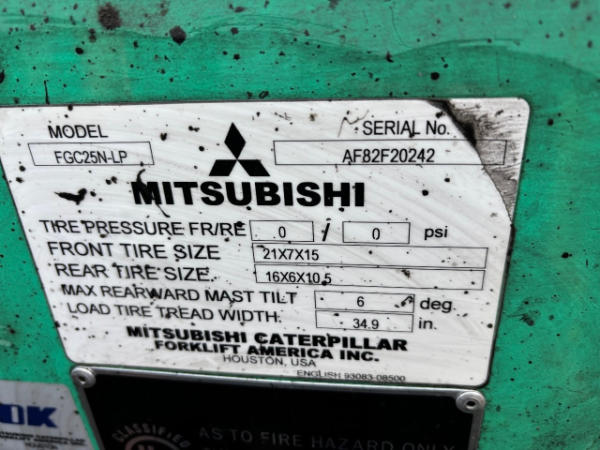 MODEL
SERIAL No.
FGC25N-LP
AF82F20242
MITSUBISHI
TIRE PRESSURE FR/RE 0 / 0 psi
FRONT TIRE SIZE 21X7X15
REAR TIRE SIZE 16X6X10.5
MAX REARWARD MAST TILT 6 deg.
LOAD TIRE TREAD WIDTH 34.9 in.
MITSUBISHI CATERPILLAR
FORKLIFT AMERICA INC.
HOUSTON, USA
ENGLISH 93083-08500
CLASSIFIED
AS TO FIRE HAZARD ONLY
OK